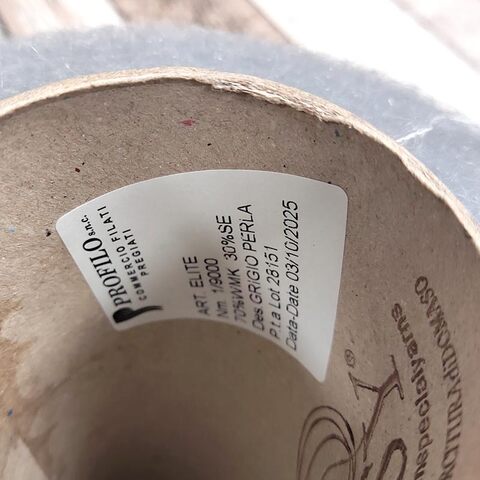 PROFILO s.n.c.
COMMERCIO FILATI
PREGIATI
ART. ELITE
Nm. 1/9000
70%WMK 30%SE
Des GRIGIO PERLA
P.t.a Lot 28151
Data-Date 03/10/2025
specialyarns